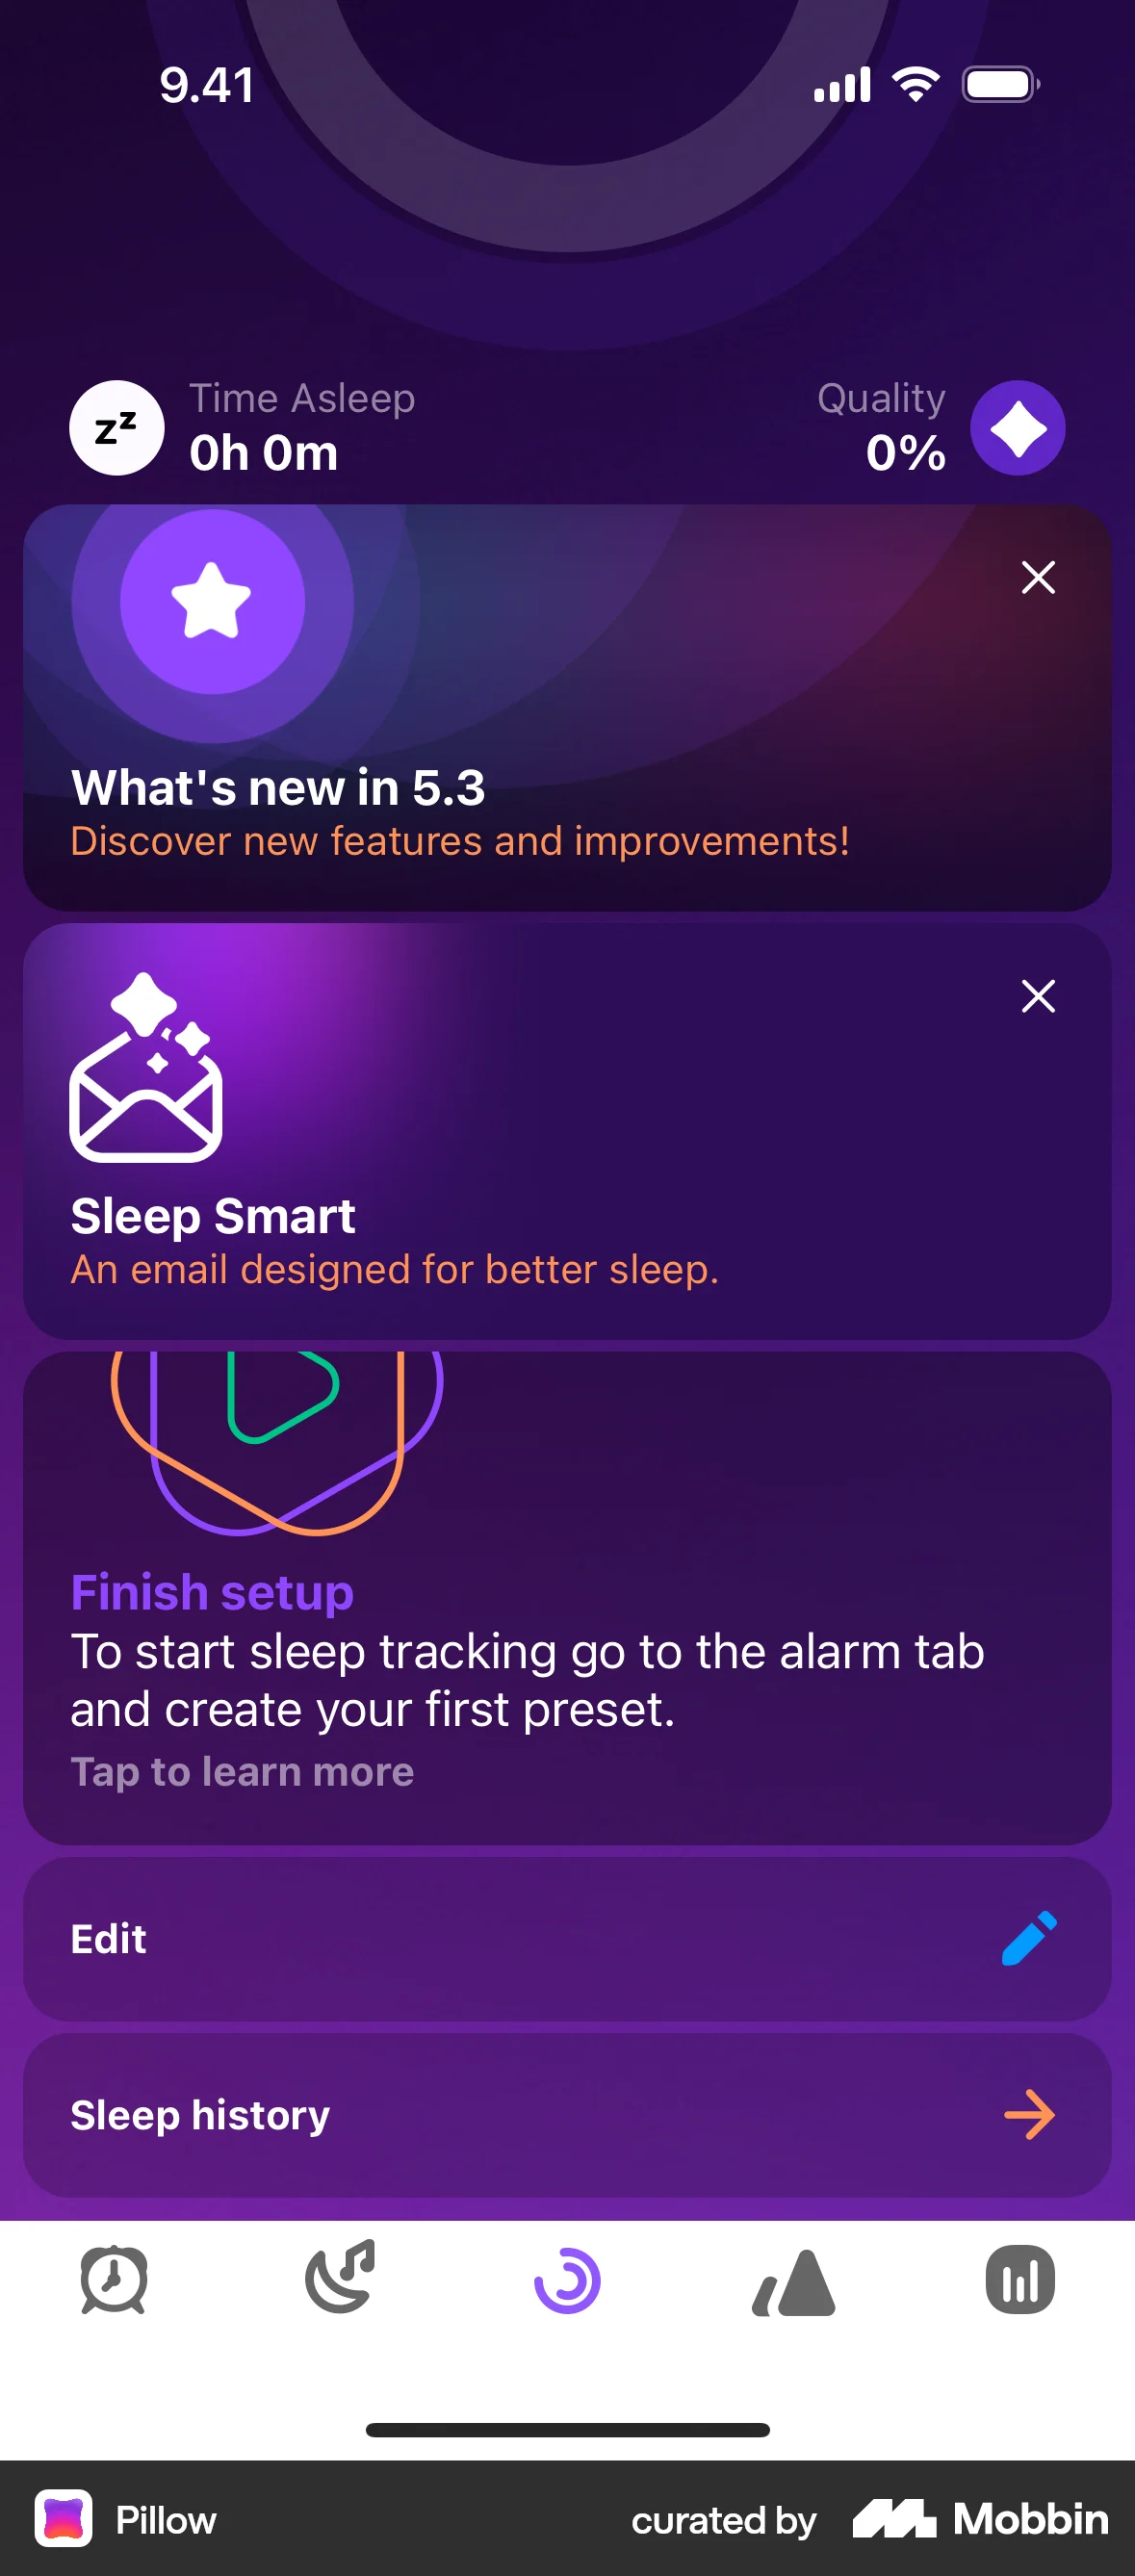 9.41
Time Asleep
0h 0m
Quality
0%
What's new in 5.3
Discover new features and improvements!
Sleep Smart
An email designed for better sleep.
Finish setup
To start sleep tracking go to the alarm tab
and create your first preset.
Tap to learn more
Edit
Sleep history
Pillow
curated by Mobbin